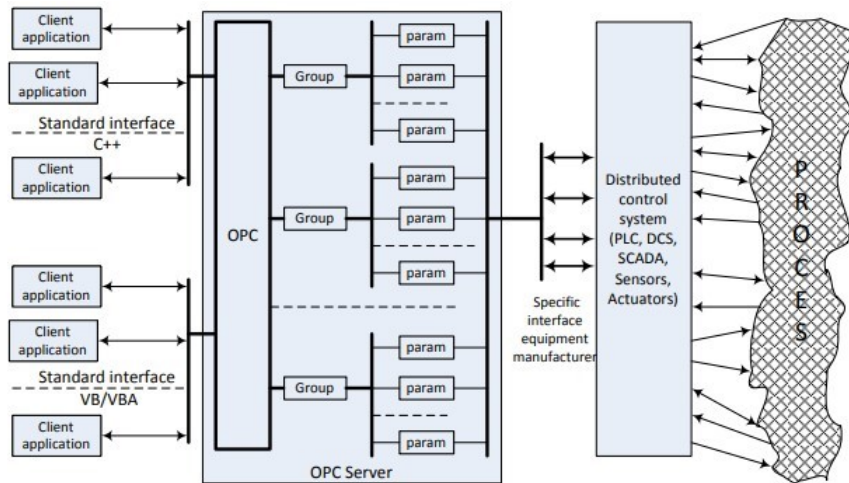 Client
application
Client
application
Standard interface
C++
Client
application
Client
application
Client
application
Standard interface
VB/VBA
Client
application
OPC
Group
param
param
param
Group
param
param
param
Group
param
param
param
OPC Server
Specific
interface
equipment
manufacturer
Distributed
control
system
(PLC, DCS,
SCADA,
Sensors,
Actuators)
PROCES